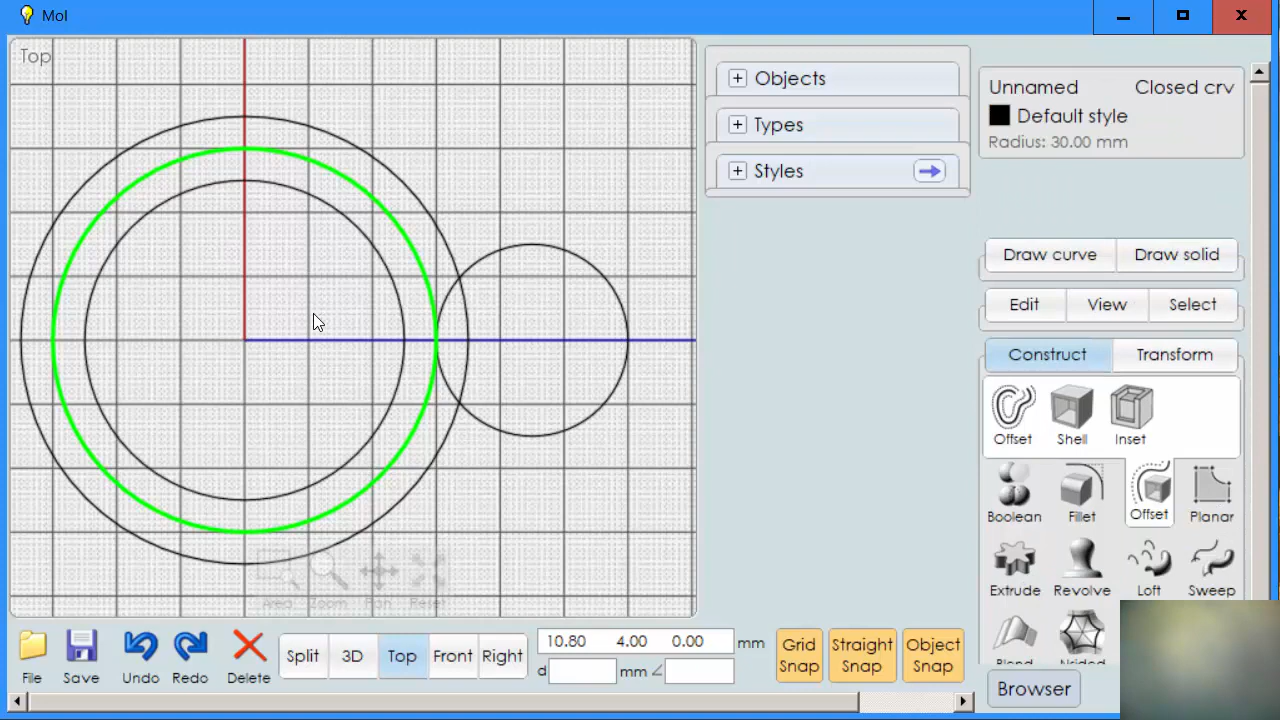 MoI
Top
Area Zoom Pan Reset
Objects
Types
Styles
Unnamed Closed crv
Default style
Radius: 30.00 mm
Draw curve Draw solid
Edit View Select
Construct Transform
Offset Shell Inset
Boolean Fillet Offset Planar
Extrude Revolve Loft Sweep
File Save Undo Redo Delete
Split 3D Top Front Right
10.80 4.00 0.00 mm
d mm ∠
Grid Snap
Straight Snap
Object Snap
Browser